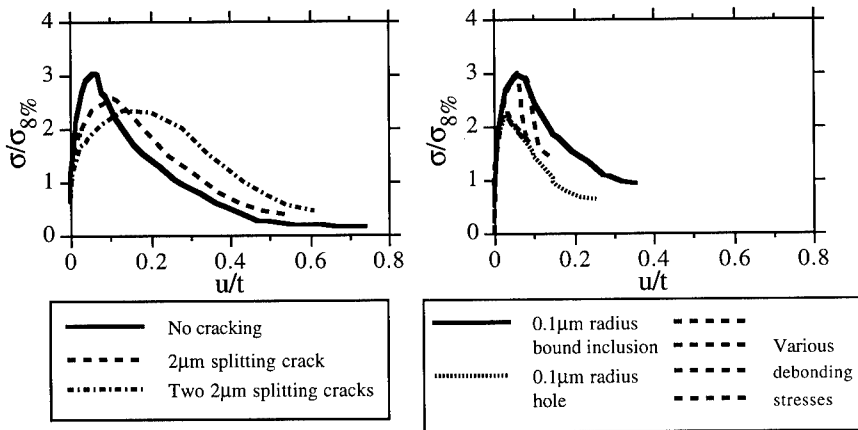 4
3
2
1
0
σ/σ8%
0 0.2 0.4 0.6 0.8
u/t
No cracking
2μm splitting crack
Two 2μm splitting cracks
4
3
2
1
0
σ/σ8%
0 0.2 0.4 0.6 0.8
u/t
0.1μm radius
bound inclusion
0.1μm radius
hole
Various
debonding
stresses